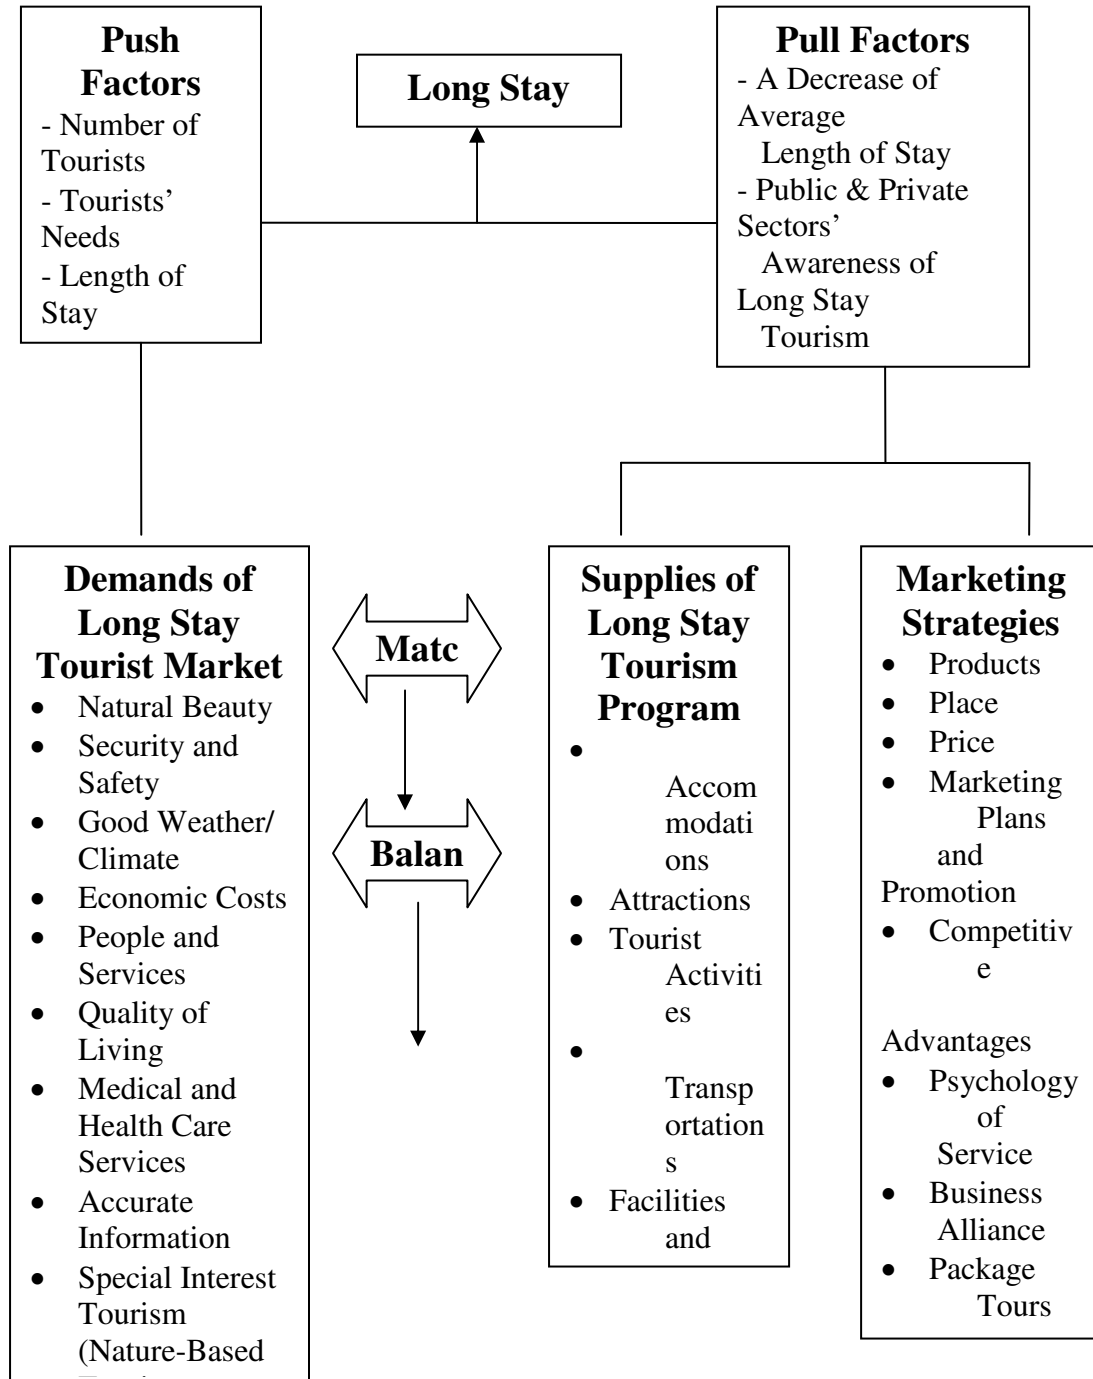 Push
Factors
- Number of
Tourists
- Tourists’
Needs
- Length of
Stay
Long Stay
Pull Factors
- A Decrease of
Average
Length of Stay
- Public & Private
Sectors’
Awareness of
Long Stay
Tourism
Demands of
Long Stay
Tourist Market
• Natural Beauty
• Security and
Safety
• Good Weather/
Climate
• Economic Costs
• People and
Services
• Quality of
Living
• Medical and
Health Care
Services
• Accurate
Information
• Special Interest
Tourism
(Nature-Based
Matc
Balan
Supplies of
Long Stay
Tourism
Program
•
Accom
modati
ons
• Attractions
• Tourist
Activiti
es
•
Transp
ortation
s
• Facilities
and
Marketing
Strategies
• Products
• Place
• Price
• Marketing
Plans
and
Promotion
• Competitiv
e
Advantages
• Psychology
of
Service
• Business
Alliance
• Package
Tours